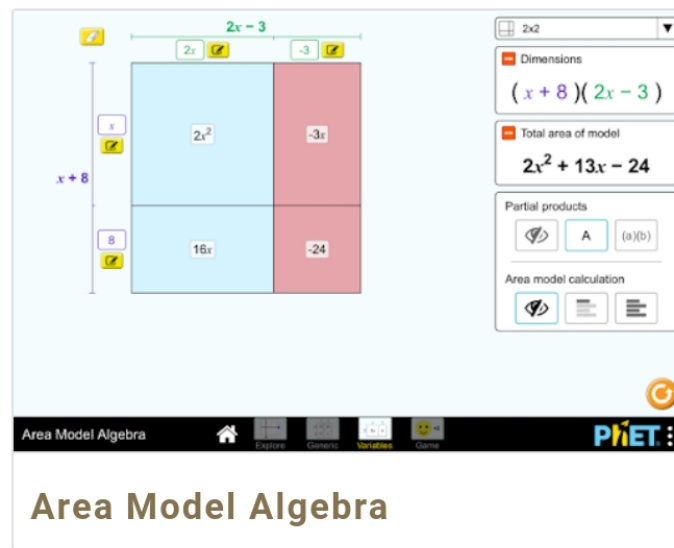 2x − 3
2x
-3
2x2
Dimensions
( x + 8 )( 2x − 3 )
x
2x²
-3x
Total area of model
2x² + 13x − 24
x + 8
Partial products
A
(a)(b)
8
16x
-24
Area model calculation
Area Model Algebra
Explore
Generic
Variables
Game
PhET
Area Model Algebra